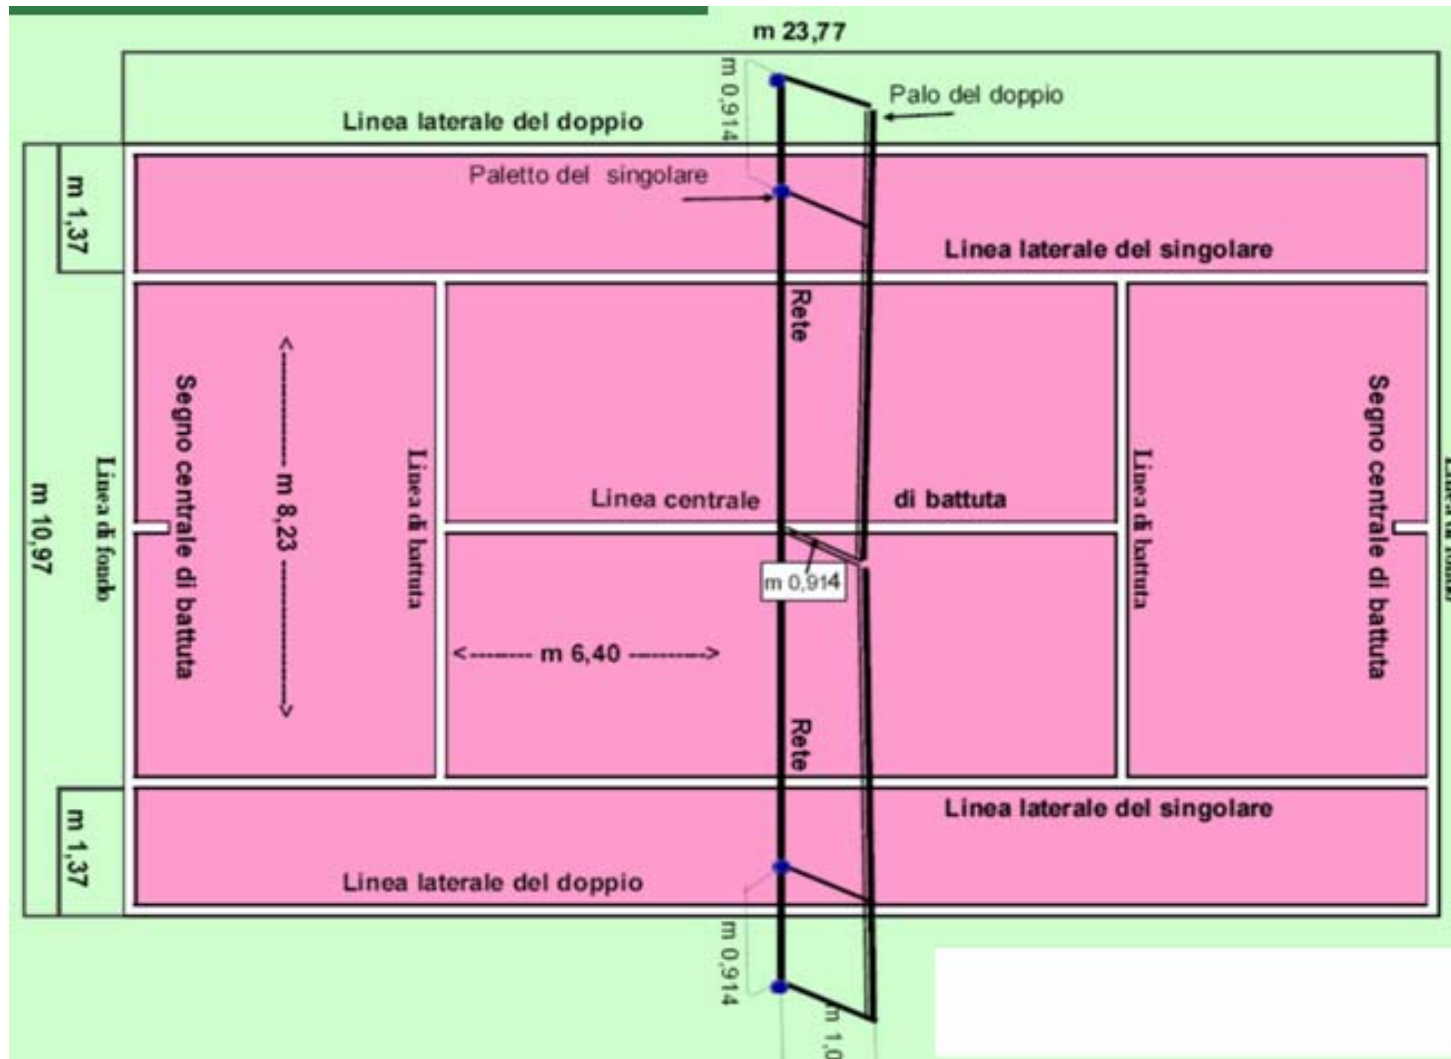 m 23,77
m 0,914
Palo del doppio
Linea laterale del doppio
Paletto del singolare
m 1,37
Linea laterale del singolare
Rete
Segno centrale di battuta
m 8,23
Linea di battuta
Linea centrale
di battuta
Linea di battuta
Segno centrale di battuta
Linea di fondo
m 10,97
m 0,914
m 6,40
Rete
m 1,37
Linea laterale del singolare
Linea laterale del doppio
m 0,914